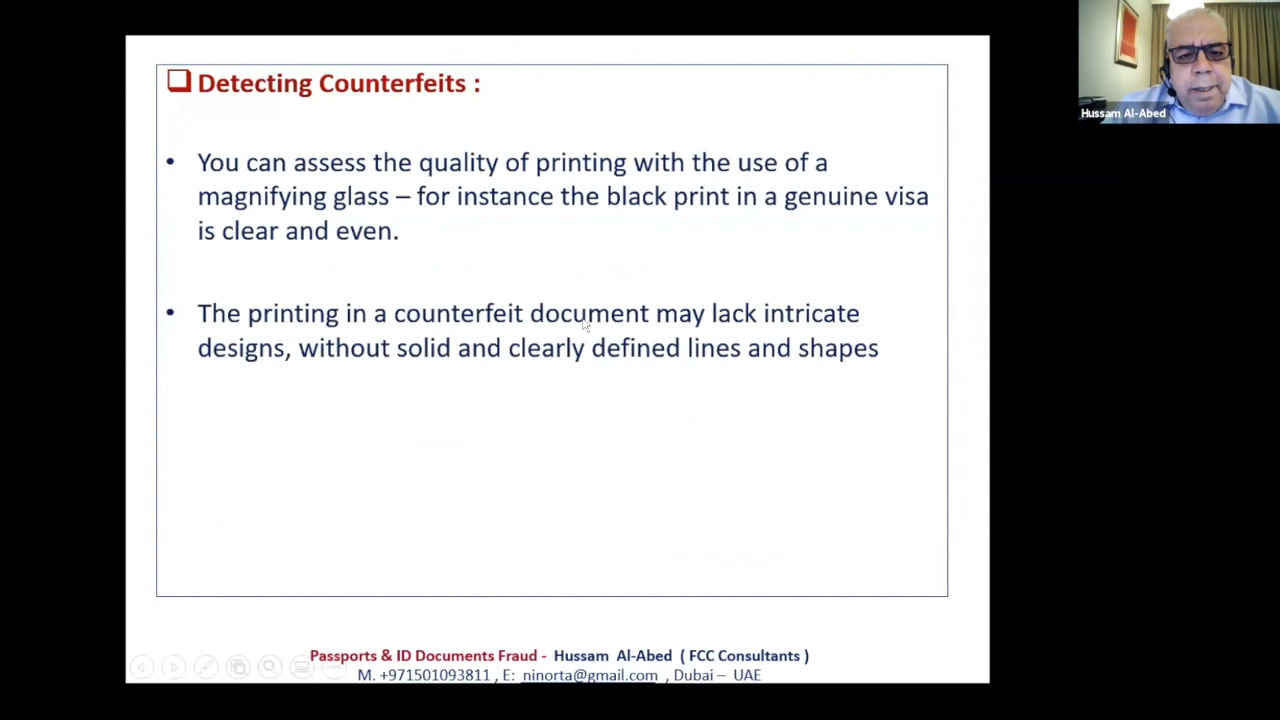 Detecting Counterfeits :
Hussam Al-Abed
• You can assess the quality of printing with the use of a
magnifying glass – for instance the black print in a genuine visa
is clear and even.
• The printing in a counterfeit document may lack intricate
designs, without solid and clearly defined lines and shapes
Passports & ID Documents Fraud - Hussam Al-Abed ( FCC Consultants )
M. +971501093811 , E: ninorta@gmail.com , Dubai – UAE